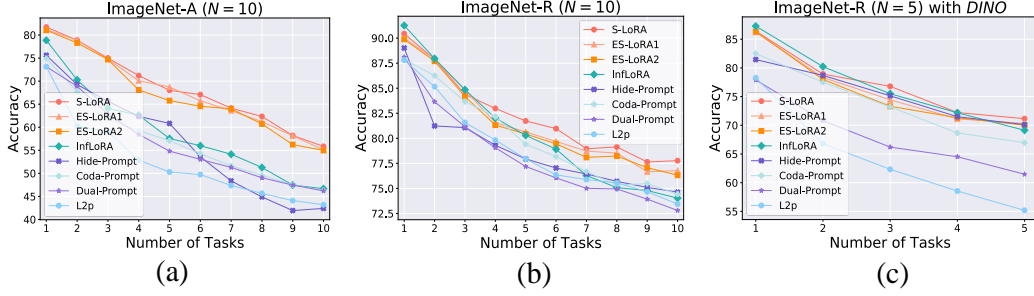 ImageNet-A (N = 10)
Accuracy
80
75
70
65
60
55
50
45
40
S-LoRA
ES-LoRA1
ES-LoRA2
InfLoRA
Hide-Prompt
Coda-Prompt
Dual-Prompt
L2p
1 2 3 4 5 6 7 8 9 10
Number of Tasks
(a)
ImageNet-R (N = 10)
Accuracy
90.0
87.5
85.0
82.5
80.0
77.5
75.0
72.5
S-LoRA
ES-LoRA1
ES-LoRA2
InfLoRA
Hide-Prompt
Coda-Prompt
Dual-Prompt
L2p
1 2 3 4 5 6 7 8 9 10
Number of Tasks
(b)
ImageNet-R (N = 5) with DINO
Accuracy
85
80
75
70
65
60
55
S-LoRA
ES-LoRA1
ES-LoRA2
InfLoRA
Hide-Prompt
Coda-Prompt
Dual-Prompt
L2p
1 2 3 4 5
Number of Tasks
(c)